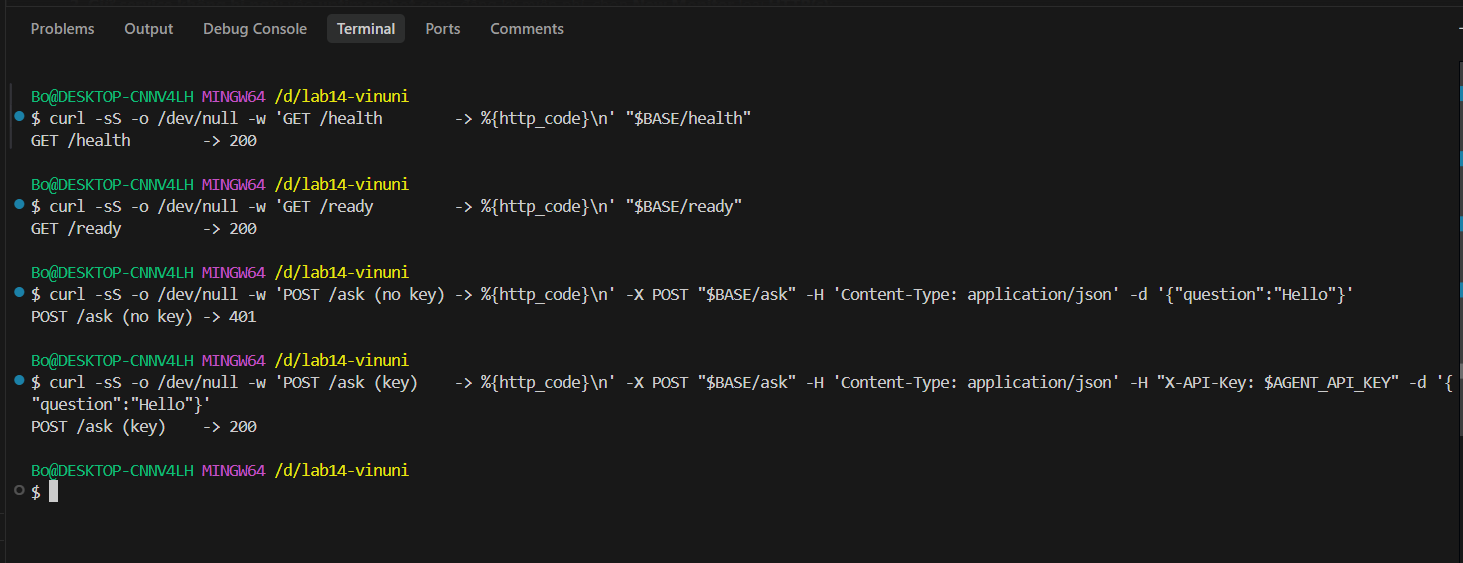 Problems Output Debug Console Terminal Ports Comments
Bo@DESKTOP-CNNV4LH MINGW64 /d/lab14-vinuni
$ curl -sS -o /dev/null -w 'GET /health        -> %{http_code}\n' "$BASE/health"
GET /health        -> 200
Bo@DESKTOP-CNNV4LH MINGW64 /d/lab14-vinuni
$ curl -sS -o /dev/null -w 'GET /ready         -> %{http_code}\n' "$BASE/ready"
GET /ready         -> 200
Bo@DESKTOP-CNNV4LH MINGW64 /d/lab14-vinuni
$ curl -sS -o /dev/null -w 'POST /ask (no key) -> %{http_code}\n' -X POST "$BASE/ask" -H 'Content-Type: application/json' -d '{"question":"Hello"}'
POST /ask (no key) -> 401
Bo@DESKTOP-CNNV4LH MINGW64 /d/lab14-vinuni
$ curl -sS -o /dev/null -w 'POST /ask (key)    -> %{http_code}\n' -X POST "$BASE/ask" -H 'Content-Type: application/json' -H "X-API-Key: $AGENT_API_KEY" -d '{
"question":"Hello"}'
POST /ask (key)    -> 200
Bo@DESKTOP-CNNV4LH MINGW64 /d/lab14-vinuni
$